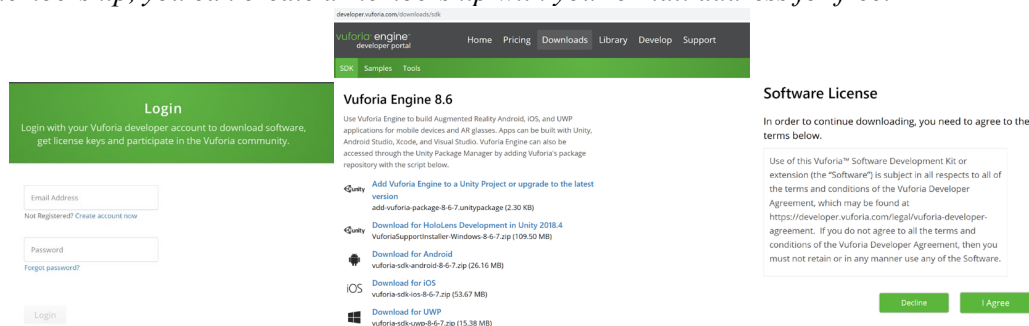 developer.vuforia.com/downloads/sdk
vuforia engine™
developer portal
Home Pricing Downloads Library Develop Support
SDK Samples Tools
Login
Login with your Vuforia developer account to download software,
get license keys and participate in the Vuforia community.
Email Address
Not Registered? Create account now
Password
Forgot password?
Login
Vuforia Engine 8.6
Use Vuforia Engine to build Augmented Reality Android, iOS, and UWP
applications for mobile devices and AR glasses. Apps can be built with Unity,
Android Studio, Xcode, and Visual Studio. Vuforia Engine can also be
accessed through the Unity Package Manager by adding Vuforia's package
repository with the script below.
unity Add Vuforia Engine to a Unity Project or upgrade to the latest
version
add-vuforia-package-8-6-7.unitypackage (2.30 KB)
unity Download for HoloLens Development in Unity 2018.4
VuforiaSupportInstaller-Windows-8-6-7.zip (109.50 MB)
Download for Android
vuforia-sdk-android-8-6-7.zip (26.16 MB)
iOS Download for iOS
vuforia-sdk-ios-8-6-7.zip (53.67 MB)
Download for UWP
vuforia-sdk-uwp-8-6-7.zip (15.38 MB)
Software License
In order to continue downloading, you need to agree to the
terms below.
Use of this Vuforia™ Software Development Kit or
extension (the "Software") is subject in all respects to all of
the terms and conditions of the Vuforia Developer
Agreement, which may be found at
https://developer.vuforia.com/legal/vuforia-developer-
agreement. If you do not agree to all the terms and
conditions of the Vuforia Developer Agreement, then you
must not retain or in any manner use any of the Software.
Decline I Agree